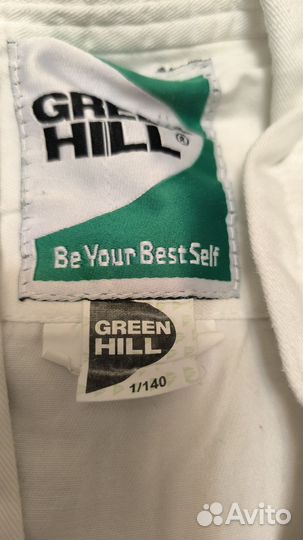 GREEN
HILL®
Be Your Best Self
GREEN
HILL
1/140
Avito